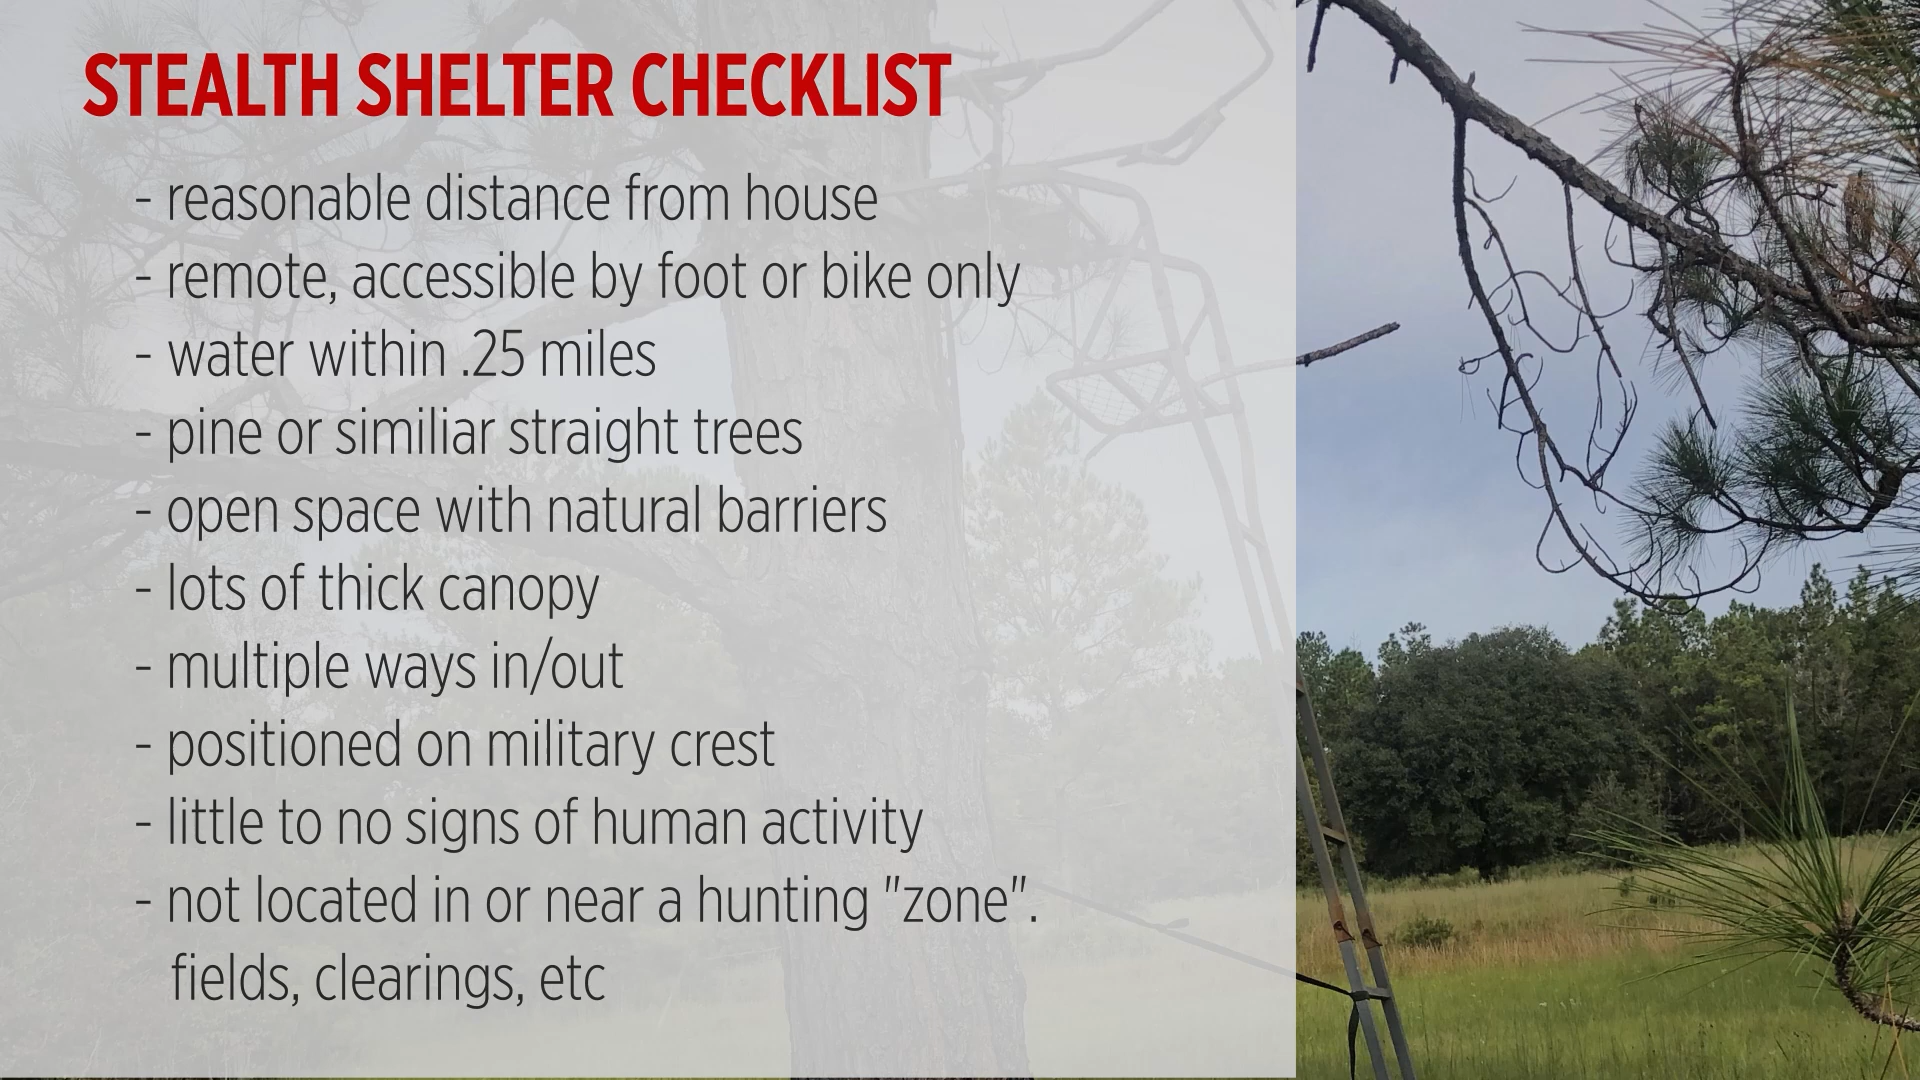 STEALTH SHELTER CHECKLIST
- reasonable distance from house
- remote, accessible by foot or bike only
- water within .25 miles
- pine or similiar straight trees
- open space with natural barriers
- lots of thick canopy
- multiple ways in/out
- positioned on military crest
- little to no signs of human activity
- not located in or near a hunting "zone".
fields, clearings, etc